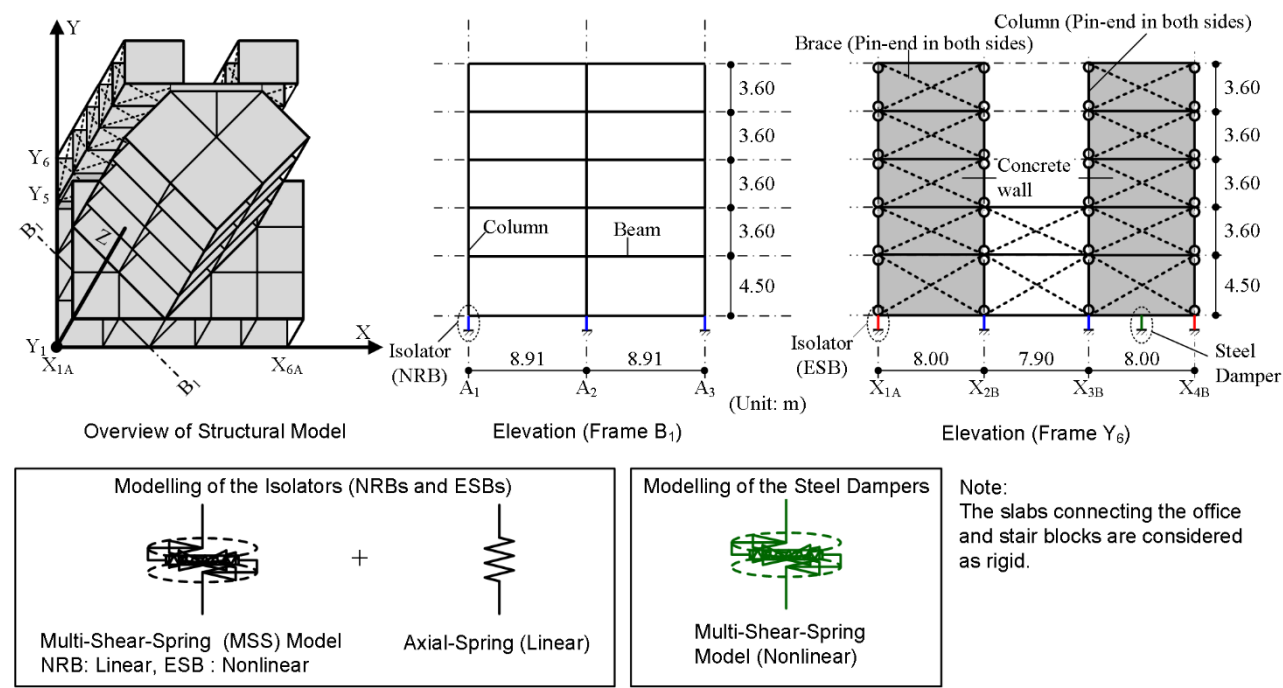 Y
Y6
Y5
B1
Z
Y1
X1A
X6A
X
B1
Overview of Structural Model
3.60
3.60
3.60
3.60
4.50
Column
Beam
Isolator
(NRB)
8.91
8.91
A1
A2
A3
(Unit: m)
Elevation (Frame B1)
Column (Pin-end in both sides)
Brace (Pin-end in both sides)
Concrete
wall
3.60
3.60
3.60
3.60
4.50
Isolator
(ESB)
8.00
7.90
8.00
Steel
Damper
X1A
X2B
X3B
X4B
Elevation (Frame Y6)
Modelling of the Isolators (NRBs and ESBs)
+
Multi-Shear-Spring (MSS) Model
NRB: Linear, ESB : Nonlinear
Axial-Spring (Linear)
Modelling of the Steel Dampers
Multi-Shear-Spring
Model (Nonlinear)
Note:
The slabs connecting the office
and stair blocks are considered
as rigid.